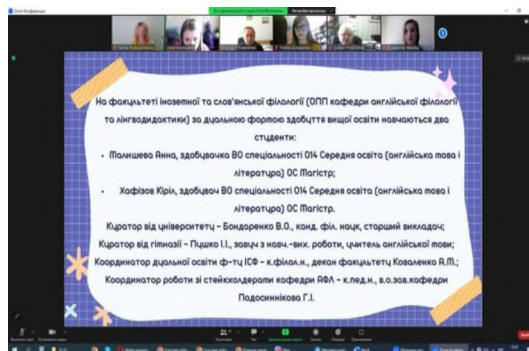 Zoom Конференция
На факультеті іноземної та слов'янської філології (ОПП кафедри англійської філології
та лінгводидактики) за дуальною формою здобуття вищої освіти навчаються два
студенти:
• Малишева Анна, здобувачка ВО спеціальності 014 Середня освіта (англійська мова і
література) ОС Магістр;
• Хафізов Кіріл, здобувач ВО спеціальності 014 Середня освіта (англійська мова і
література) ОС Магістр.
Куратор від університету – Бондаренко В.О., канд. філ. наук, старший викладач;
Куратор від гімназії – Пушко І.І., завуч з навч.-вих. роботи, учитель англійської мови;
Координатор дуальної освіти ф-ту ІСФ – к.філол.н., декан факультету Коваленко А.М.;
Координатор роботи зі стейкхолдерами кафедри АФЛ – к.пед.н., в.о.зав.кафедри
Подосиннікова Г.І.